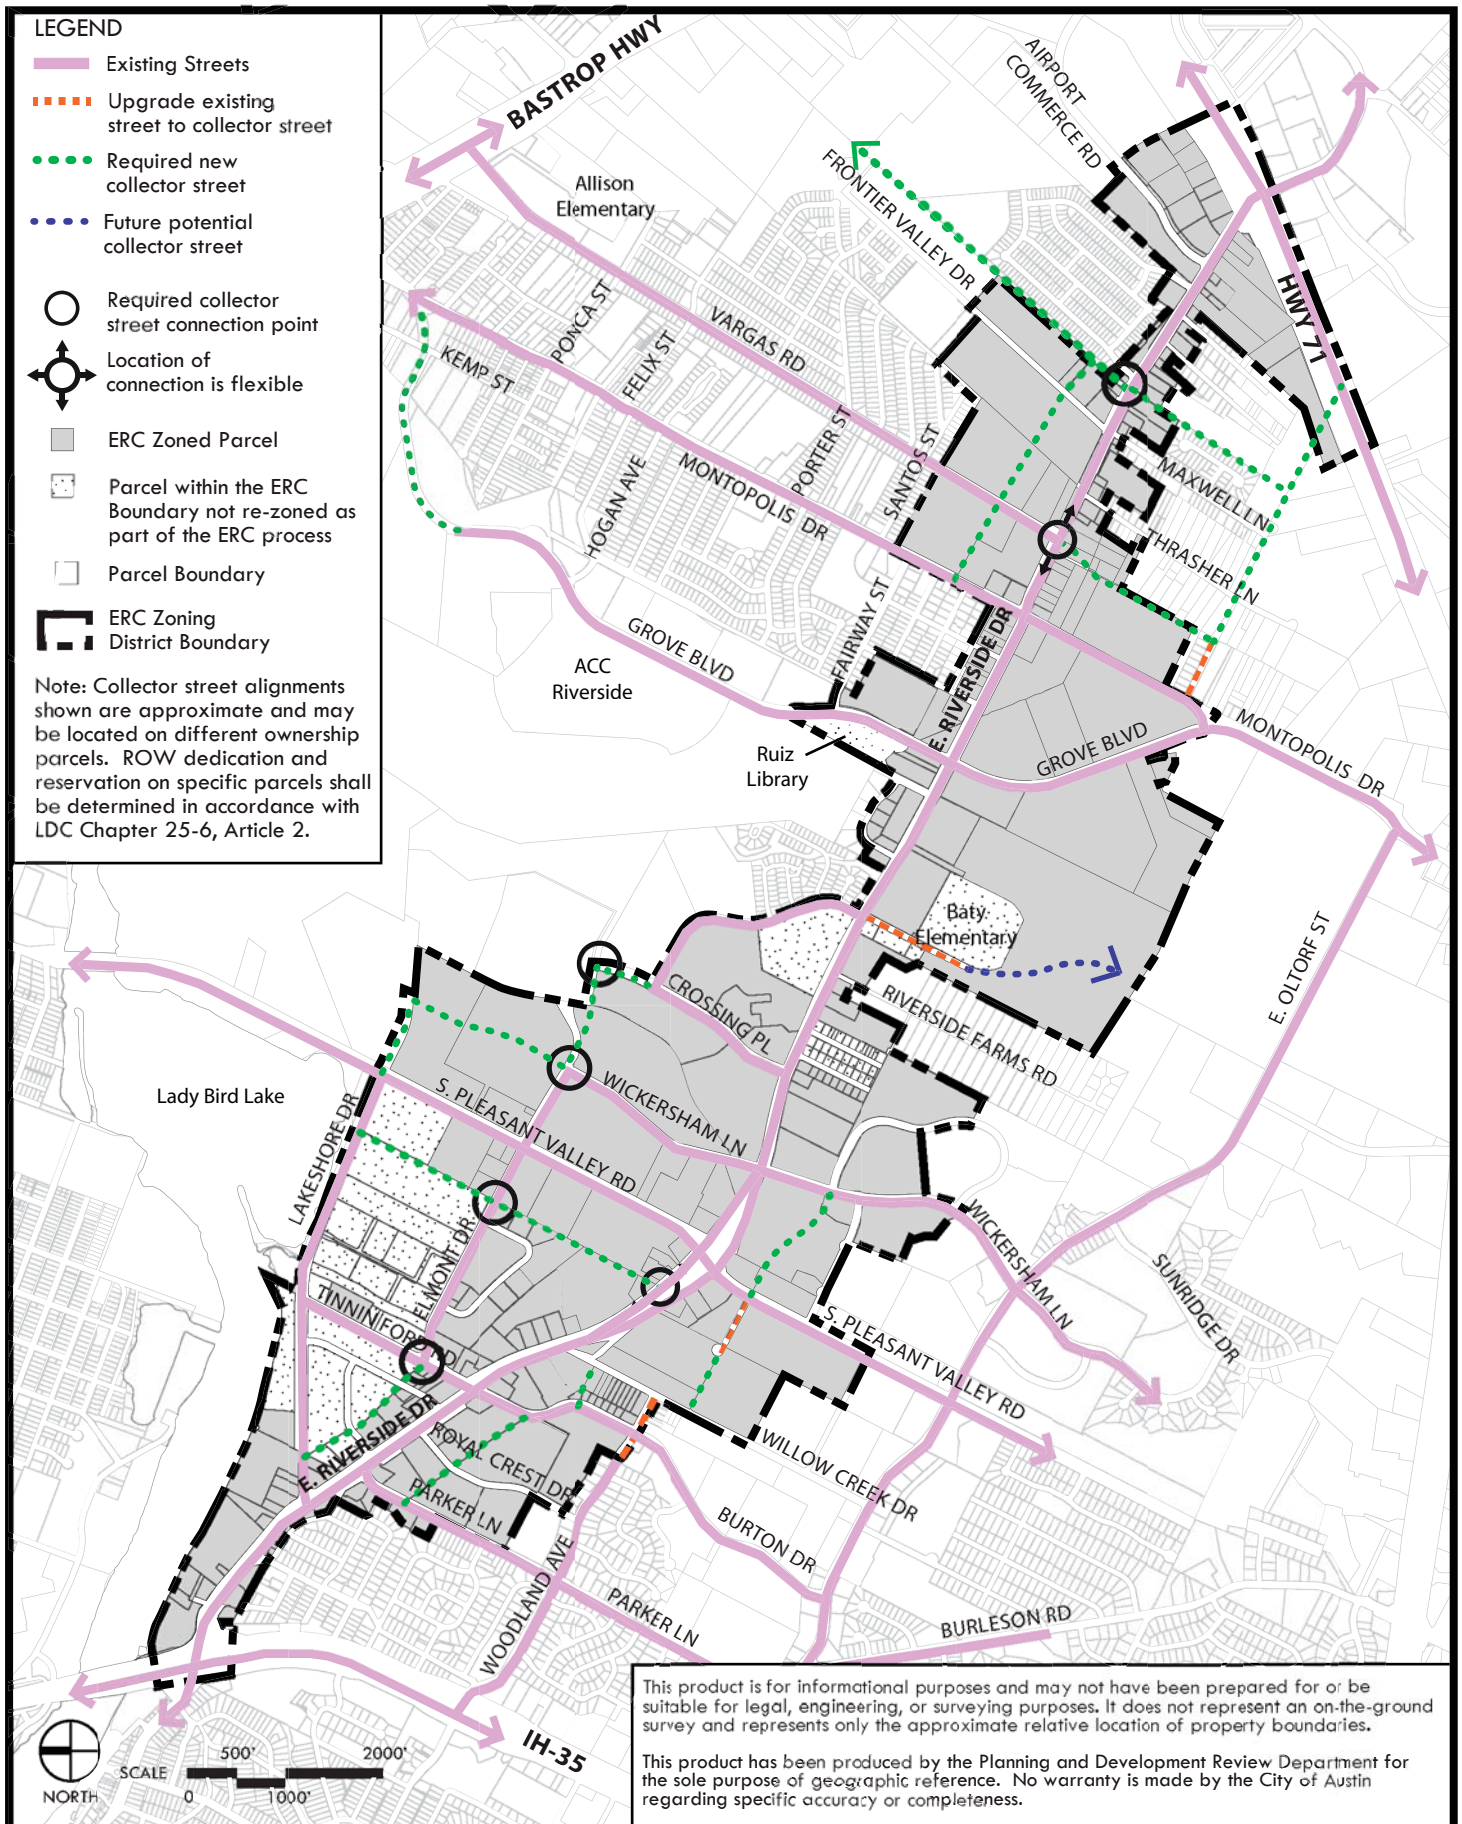 LEGEND
Existing Streets
Upgrade existing
street to collector street
Required new
collector street
Future potential
collector street
Required collector
street connection point
Location of
connection is flexible
ERC Zoned Parcel
Parcel within the ERC
Boundary not re-zoned as
part of the ERC process
Parcel Boundary
ERC Zoning
District Boundary
Note: Collector street alignments
shown are approximate and may
be located on different ownership
parcels. ROW dedication and
reservation on specific parcels shall
be determined in accordance with
LDC Chapter 25-6, Article 2.
BASTROP HWY
AIRPORT
COMMERCE RD
Allison
Elementary
FRONTIER VALLEY DR
HWY 71
PONCA ST
VARGAS RD
FELIX ST
KEMP ST
PORTER ST
SANTOS ST
MONTOPOLIS DR
HOGAN AVE
MAXWELL LN
THRASHER LN
FAIRWAY ST
GROVE BLVD
ACC
Riverside
E. RIVERSIDE DR
Ruiz
Library
GROVE BLVD
MONTOPOLIS DR
Baty
Elementary
E. OLTORF ST
CROSSING PL
RIVERSIDE FARMS RD
Lady Bird Lake
S. PLEASANT VALLEY RD
WICKERSHAM LN
LAKESHORE DR
ELMONT DR
WICKERSHAM LN
SUNRIDGE DR
TINNIN FORD RD
S. PLEASANT VALLEY RD
E. RIVERSIDE DR
ROYAL CREST DR
PARKER LN
WILLOW CREEK DR
BURTON DR
WOODLAND AVE
PARKER LN
BURLESON RD
IH-35
NORTH
SCALE
500'
2000'
0
1000'
This product is for informational purposes and may not have been prepared for or be
suitable for legal, engineering, or surveying purposes. It does not represent an on-the-ground
survey and represents only the approximate relative location of property boundaries.
This product has been produced by the Planning and Development Review Department for
the sole purpose of geographic reference. No warranty is made by the City of Austin
regarding specific accuracy or completeness.